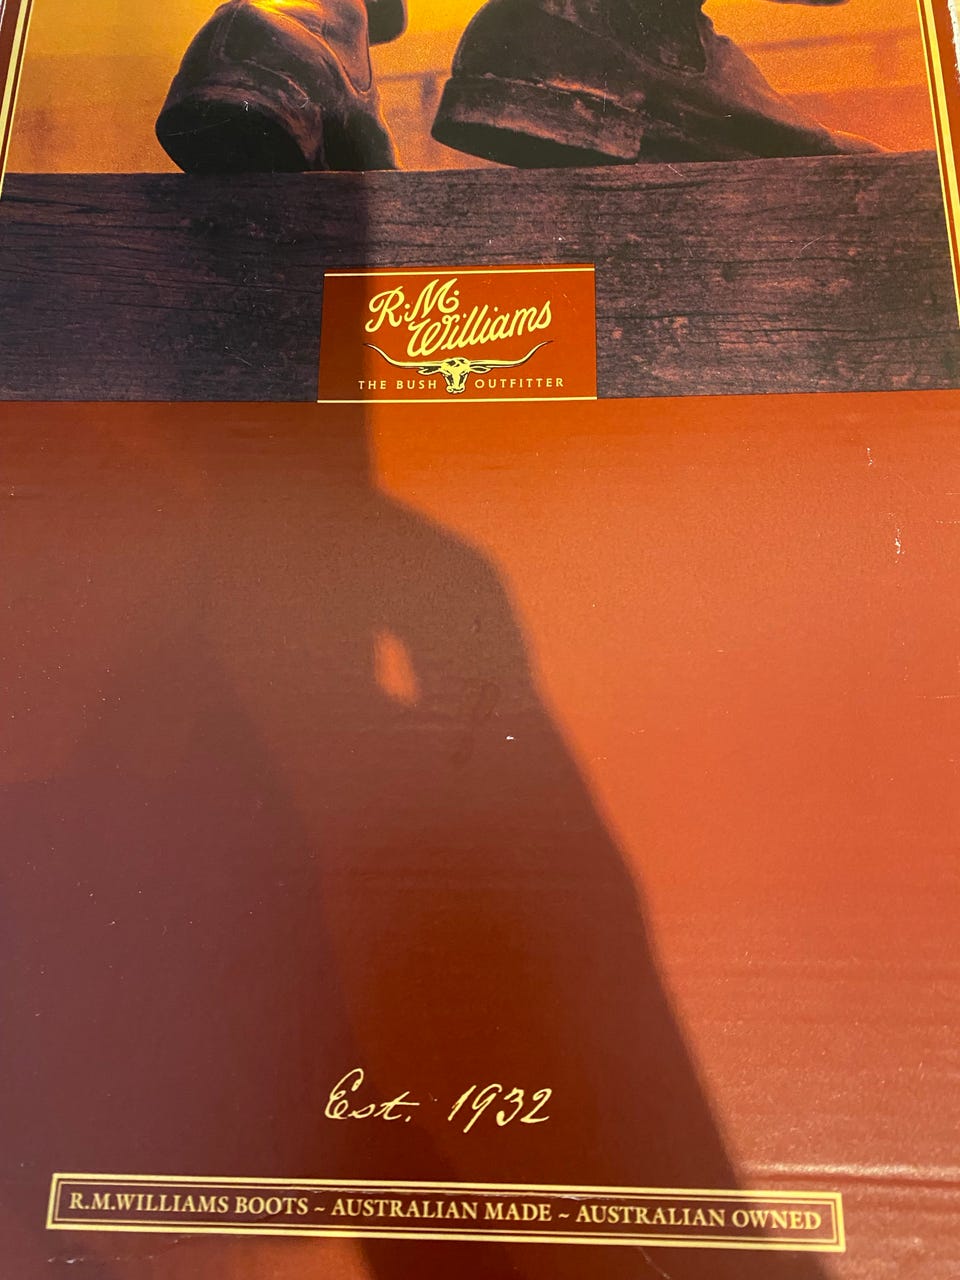 R.M.
Williams
THE BUSH OUTFITTER
Est. 1932
R.M.WILLIAMS BOOTS ~ AUSTRALIAN MADE ~ AUSTRALIAN OWNED